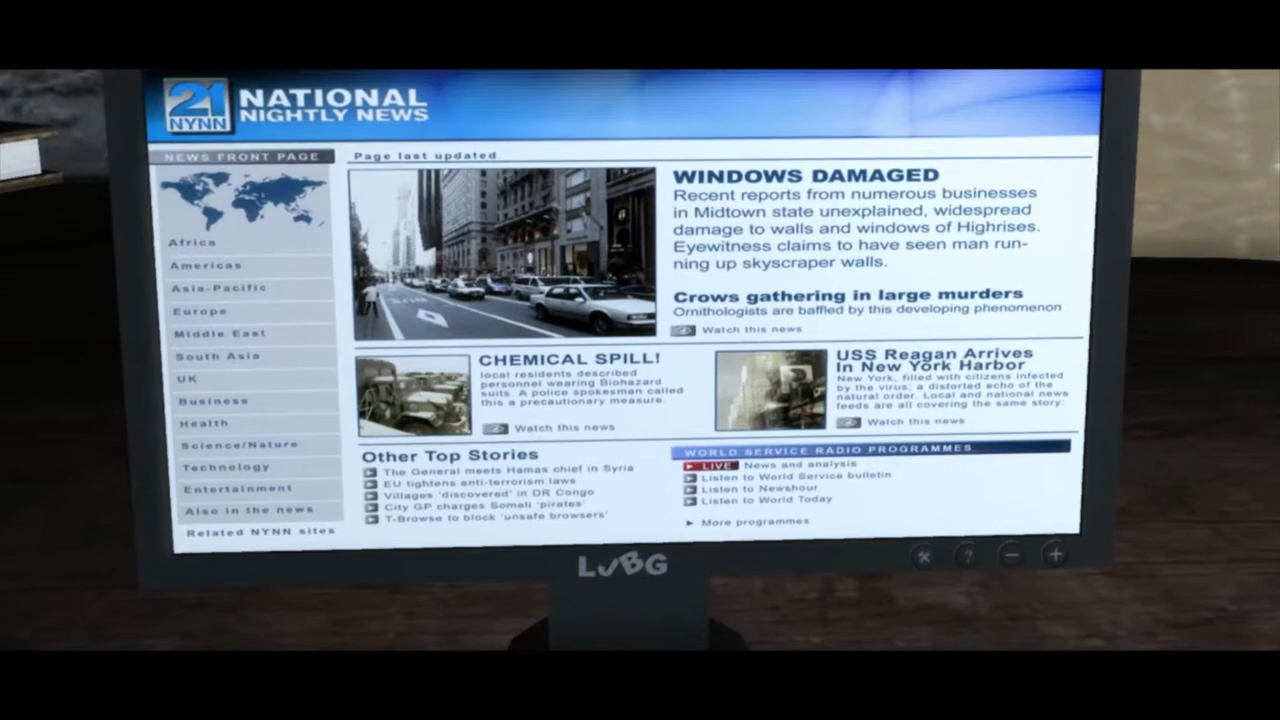 21
NYNN
NATIONAL
NIGHTLY NEWS
NEWS FRONT PAGE
Africa
Americas
Asia-Pacific
Europe
Middle East
South Asia
UK
Business
Health
Science/Nature
Technology
Entertainment
Also in the news
Related NYNN sites
Page last updated
WINDOWS DAMAGED
Recent reports from numerous businesses
in Midtown state unexplained, widespread
damage to walls and windows of Highrises.
Eyewitness claims to have seen man run-
ning up skyscraper walls.
Crows gathering in large murders
Ornithologists are baffled by this developing phenomenon
Watch this news
CHEMICAL SPILL!
local residents described
personnel wearing Biohazard
suits. A police spokesman called
this a precautionary measure.
Watch this news
USS Reagan Arrives
In New York Harbor
New York, filled with citizens infected
by the virus; a distorted echo of the
natural order. Local and national news
feeds are all covering the same story:
Watch this news
Other Top Stories
The General meets Hamas chief in Syria
EU tightens anti-terrorism laws
Villages 'discovered' in DR Congo
City GP charges Somali 'pirates'
T-Browse to block 'unsafe browsers'
WORLD SERVICE RADIO PROGRAMMES
LIVE News and analysis
Listen to World Service bulletin
Listen to Newshour
Listen to World Today
More programmes
LJBG
? − +